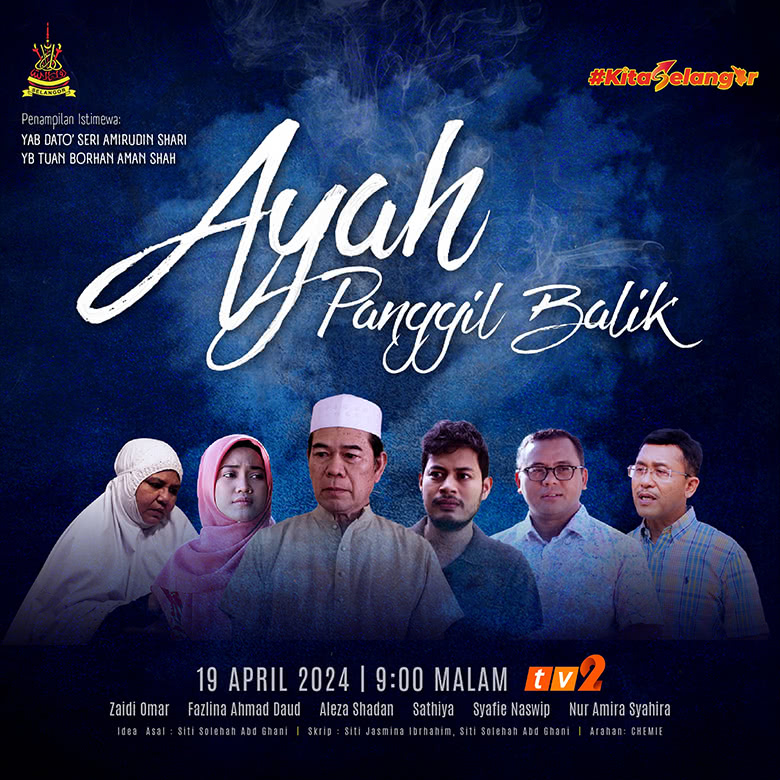 SELANGOR
#KitaSelangor
Penampilan Istimewa:
YAB DATO' SERI AMIRUDIN SHARI
YB TUAN BORHAN AMAN SHAH
Ayah
Panggil Balik
19 APRIL 2024 | 9:00 MALAM tv2
Zaidi Omar Fazlina Ahmad Daud Aleza Shadan Sathiya Syafie Naswip Nur Amira Syahira
Idea Asal : Siti Solehah Abd Ghani | Skrip : Siti Jasmina Ibrhahim, Siti Solehah Abd Ghani | Arahan: CHEMIE